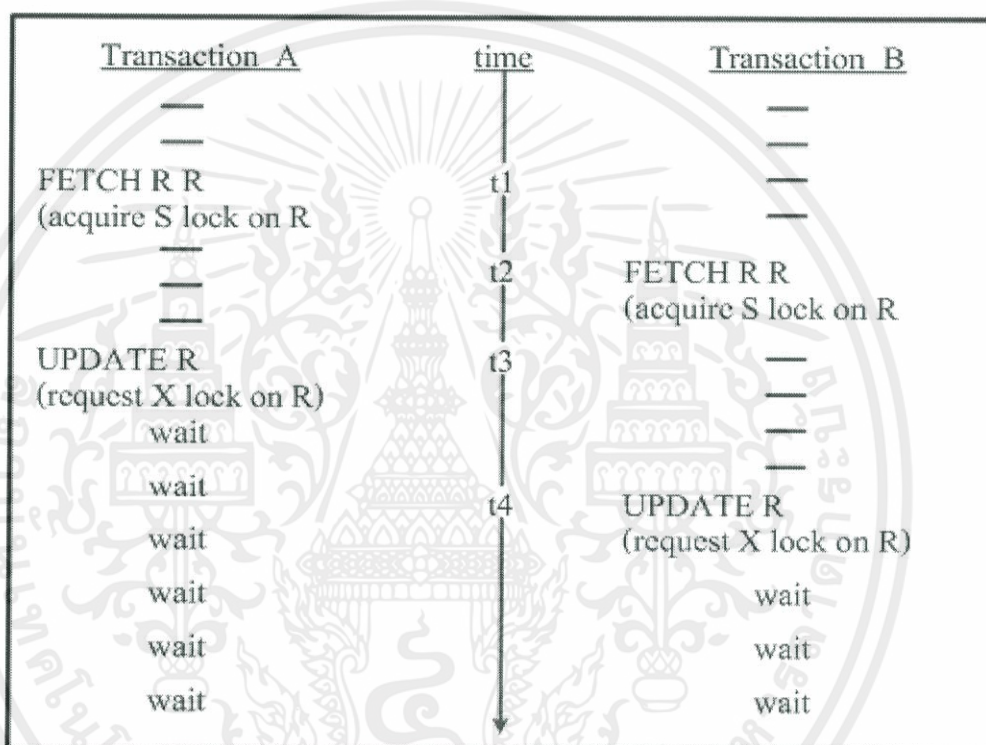 Transaction A time Transaction B
FETCH R R t1
(acquire S lock on R
t2 FETCH R R
(acquire S lock on R
UPDATE R t3
(request X lock on R)
wait
wait
t4 UPDATE R
wait (request X lock on R)
wait wait
wait wait
wait wait